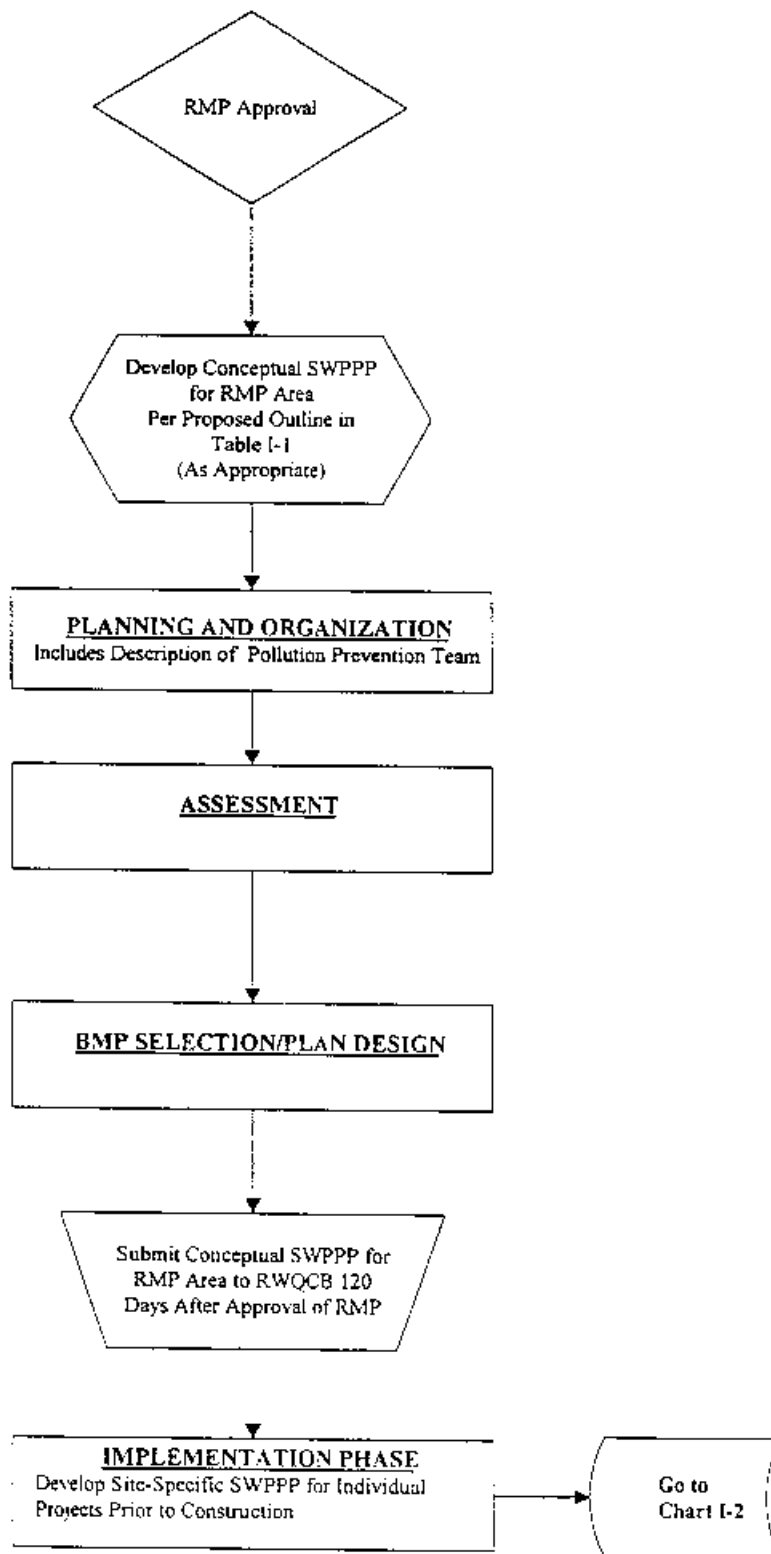 RMP Approval
Develop Conceptual SWPPP
for RMP Area
Per Proposed Outline in
Table I-1
(As Appropriate)
PLANNING AND ORGANIZATION
Includes Description of Pollution Prevention Team
ASSESSMENT
BMP SELECTION/PLAN DESIGN
Submit Conceptual SWPPP for
RMP Area to RWQCB 120
Days After Approval of RMP
IMPLEMENTATION PHASE
Develop Site-Specific SWPPP for Individual
Projects Prior to Construction
Go to
Chart I-2